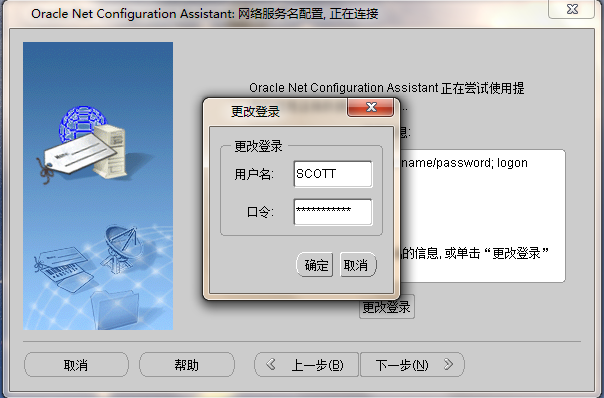 Oracle Net Configuration Assistant: 网络服务名配置, 正在连接
Oracle Net Configuration Assistant 正在尝试使用提
息:
name/password; logon
的信息, 或单击“更改登录”
更改登录
更改登录
更改登录
用户名:
SCOTT
口令:
***********
确定
取消
取消
帮助
上一步(B)
下一步(N)